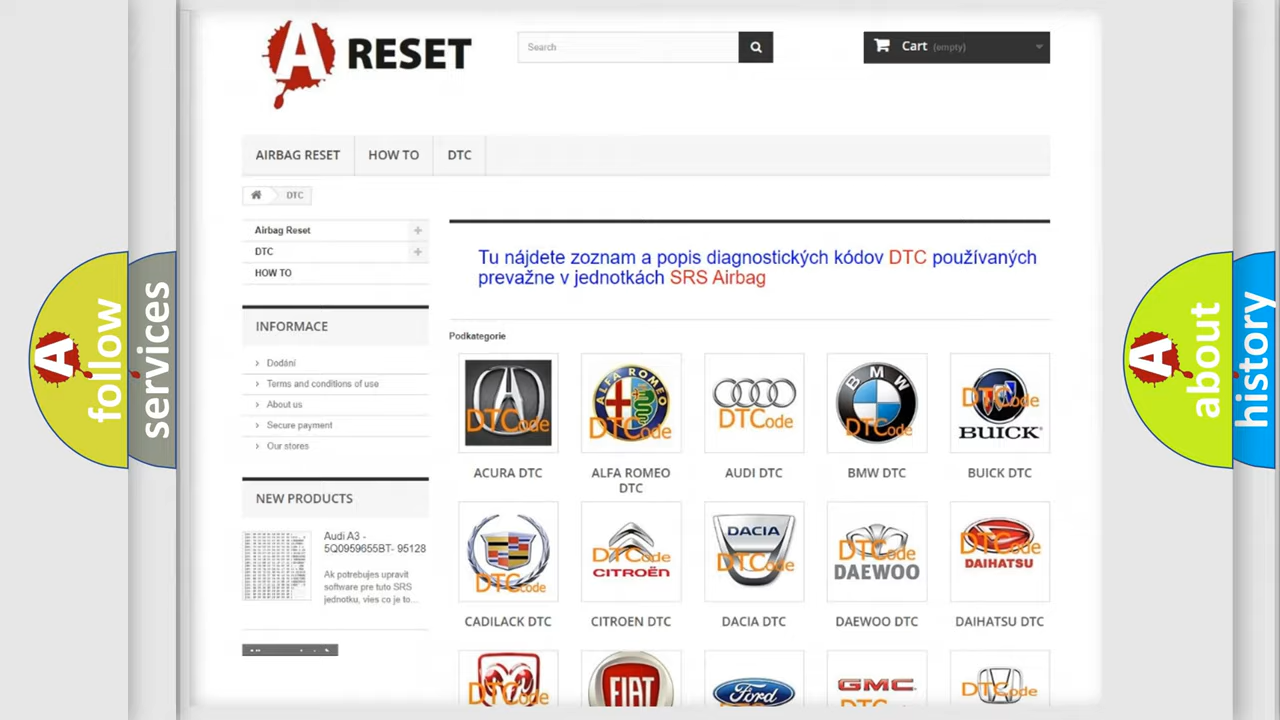 A RESET
Search
Cart (empty)
AIRBAG RESET
HOW TO
DTC
DTC
Airbag Reset
DTC
HOW TO
INFORMACE
Dodání
Terms and conditions of use
About us
Secure payment
Our stores
NEW PRODUCTS
Audi A3 -
5Q0959655BT- 95128
Ak potrebujes upravit
software pre tuto SRS
jednotku, vies co je to...
Tu nájdete zoznam a popis diagnostických kódov DTC používaných
prevažne v jednotkách SRS Airbag
Podkategorie
DTCode
ALFA ROMEO
DTCode
DTCode
BMW
DTCode
DTCode
BUICK
ACURA DTC
ALFA ROMEO
DTC
AUDI DTC
BMW DTC
BUICK DTC
DTCode
DTCode
CITROËN
DACIA
DTCode
DTCode
DAEWOO
DTCode
DAIHATSU
CADILACK DTC
CITROEN DTC
DACIA DTC
DAEWOO DTC
DAIHATSU DTC
DTCode
FIAT
Ford
GMC
DTCode
A follow
services
A about
history